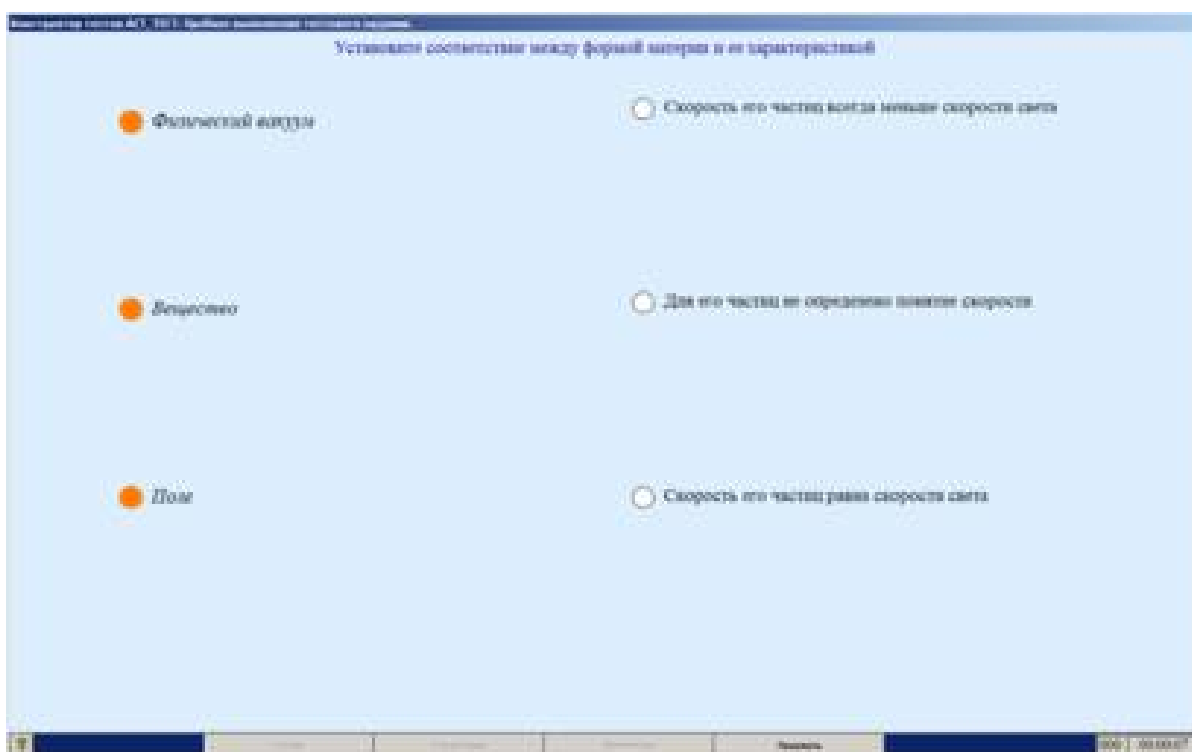 Установите соответствие между формой материи и ее характеристикой
Физический вакуум
Скорость его частиц всегда меньше скорости света
Вещество
Для его частиц не определено понятие скорости
Поле
Скорость его частиц равна скорости света